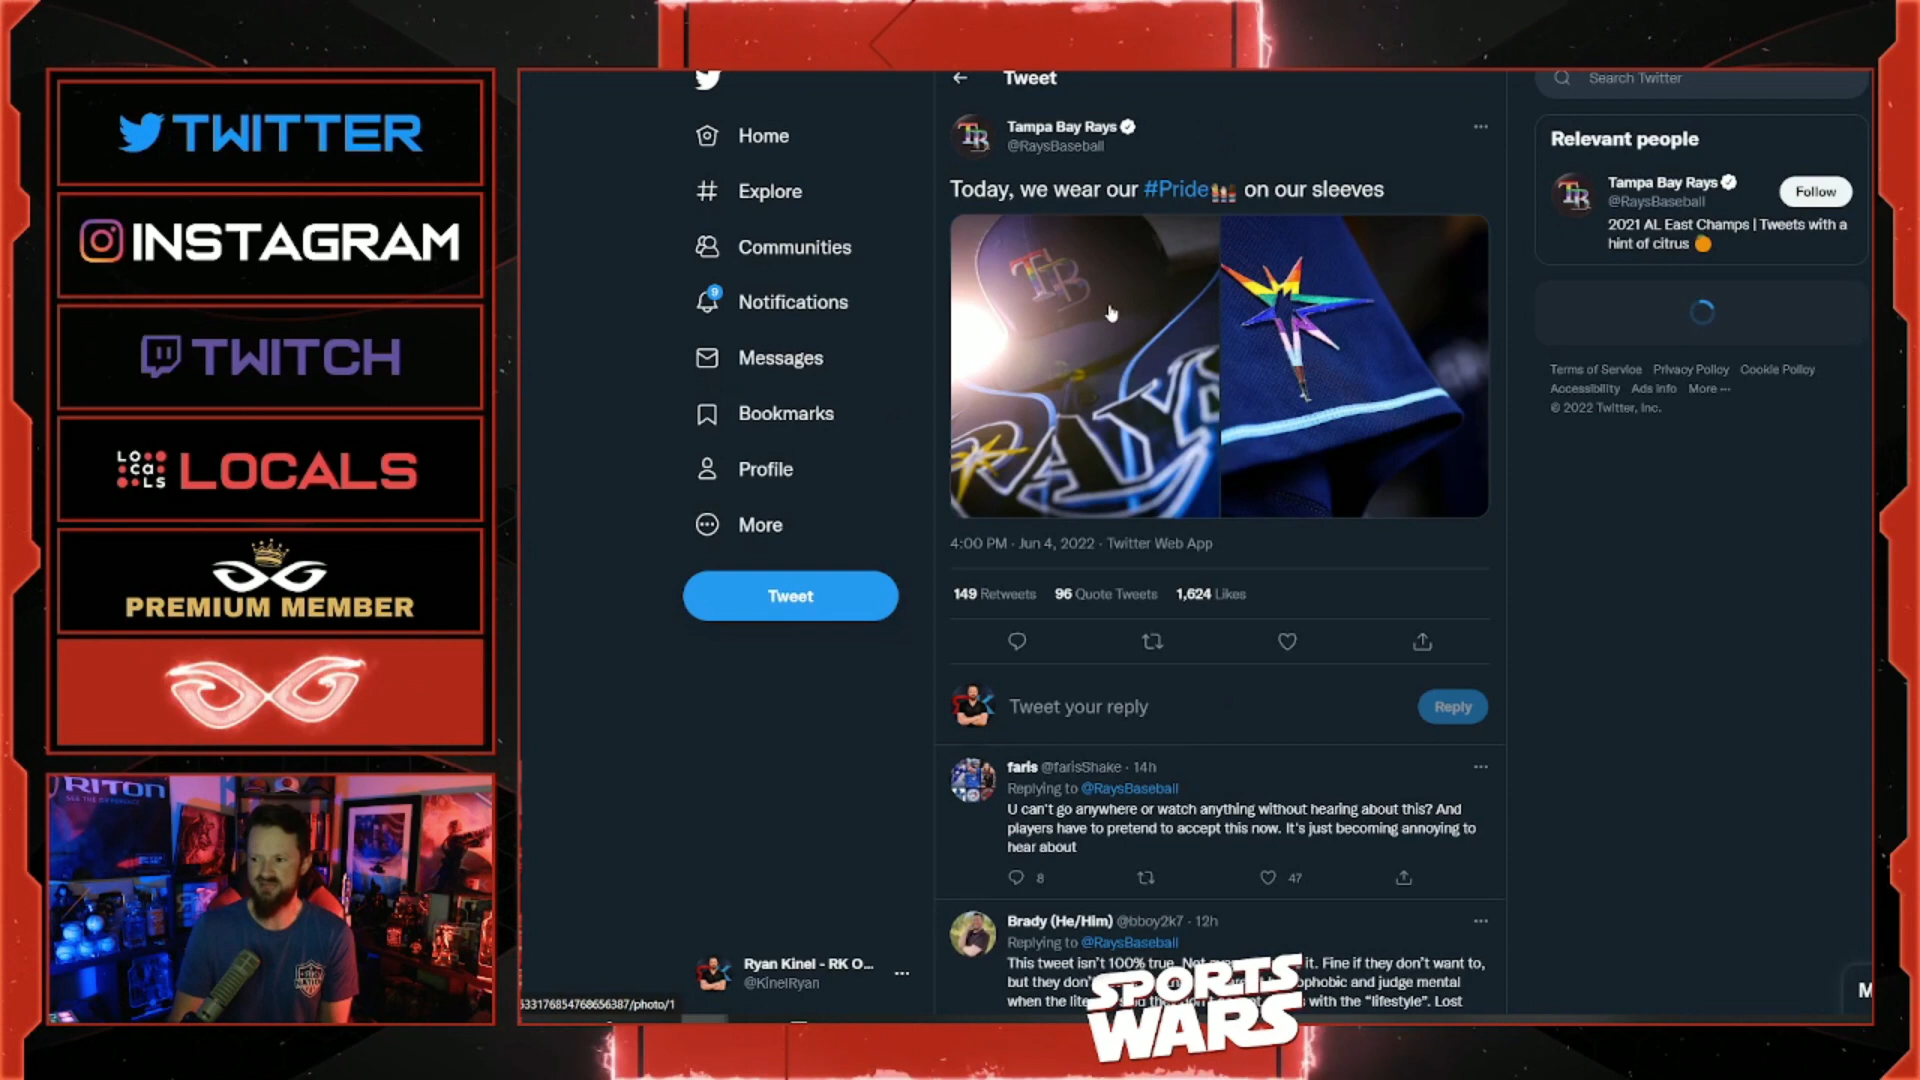 TWITTER
INSTAGRAM
TWITCH
LOCALS
LOCALS
PREMIUM MEMBER
RITON
Home
Explore
9
Communities
Notifications
Messages
Bookmarks
Profile
More
Tweet
Ryan Kinel - RK O...
@KinelRyan
533176854768656387/photo/1
Tweet
Tampa Bay Rays
@RaysBaseball
Today, we wear our #Pride on our sleeves
TB
RAYS
4:00 PM · Jun 4, 2022 · Twitter Web App
149 Retweets 96 Quote Tweets 1,624 Likes
Tweet your reply
Reply
faris @farisShake · 14h
Replying to @RaysBaseball
U can't go anywhere or watch anything without hearing about this? And
players have to pretend to accept this now. It's just becoming annoying to
hear about
8 47
Brady (He/Him) @bboy2k7 · 12h
Replying to @RaysBaseball
This tweet isn't 100% true. it. Fine if they don't want to,
but they and judge mental
when the with the "lifestyle". Lost
SPORTS
WARS
Search Twitter
Relevant people
Tampa Bay Rays
@RaysBaseball
Follow
2021 AL East Champs | Tweets with a
hint of citrus
Terms of Service Privacy Policy Cookie Policy
Accessibility Ads info More ···
© 2022 Twitter, Inc.
M